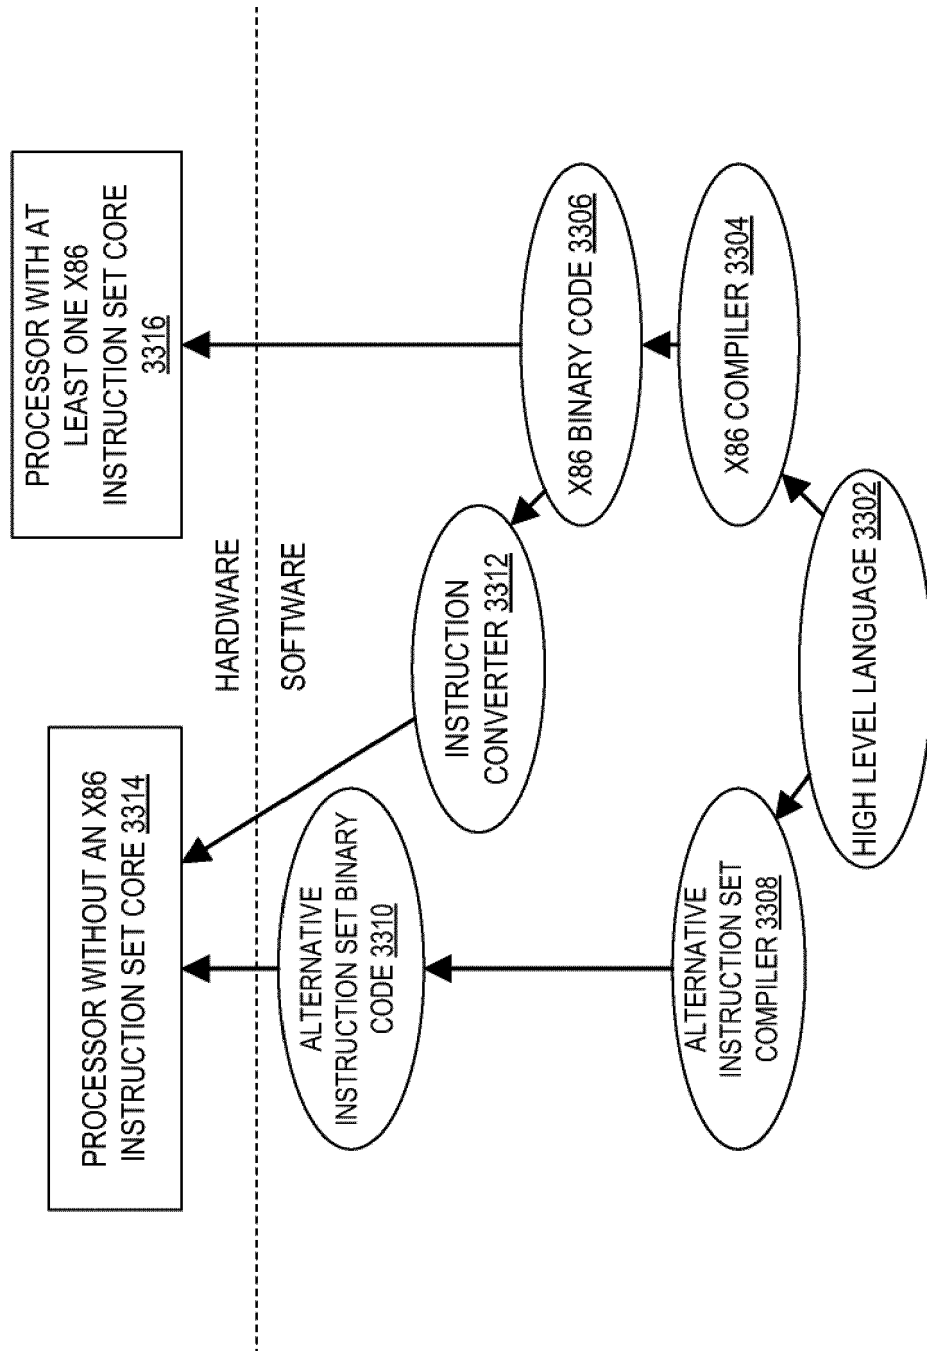 PROCESSOR WITHOUT AN X86
INSTRUCTION SET CORE 3314
PROCESSOR WITH AT
LEAST ONE X86
INSTRUCTION SET CORE
3316
HARDWARE
SOFTWARE
ALTERNATIVE
INSTRUCTION SET BINARY
CODE 3310
INSTRUCTION
CONVERTER 3312
X86 BINARY CODE 3306
ALTERNATIVE
INSTRUCTION SET
COMPILER 3308
X86 COMPILER 3304
HIGH LEVEL LANGUAGE 3302